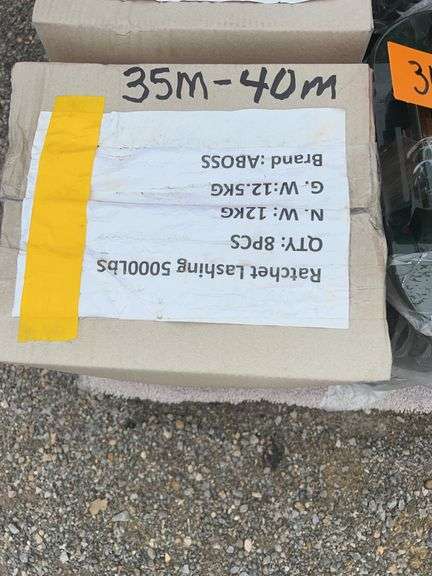 35M-40M
Ratchet Lashing 5000Lbs
QTY: 8PCS
N. W: 12KG
G. W:12.5KG
Brand: ABOSS